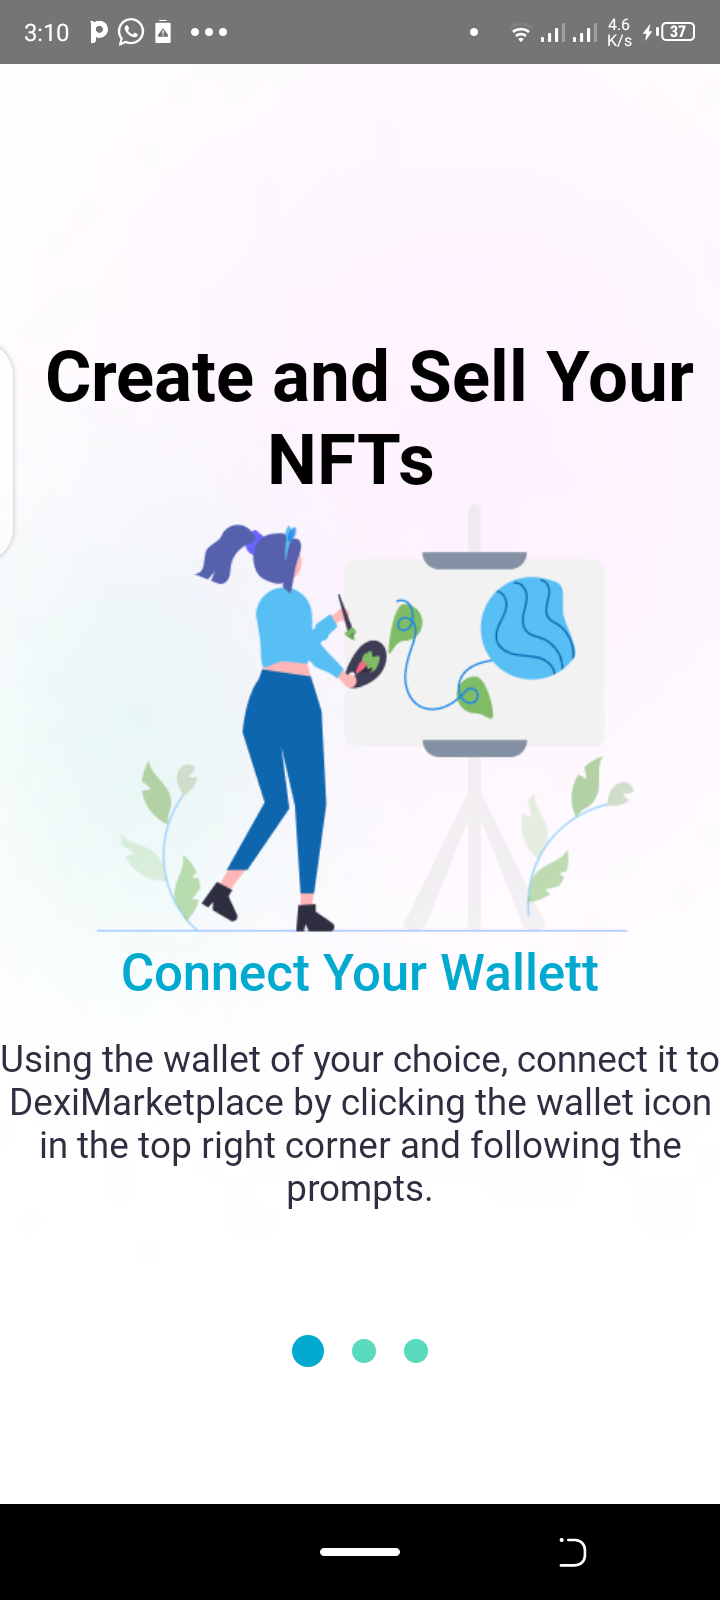 3:10
4.6
K/s
37
Create and Sell Your
NFTs
Connect Your Wallett
Using the wallet of your choice, connect it to
DexiMarketplace by clicking the wallet icon
in the top right corner and following the
prompts.